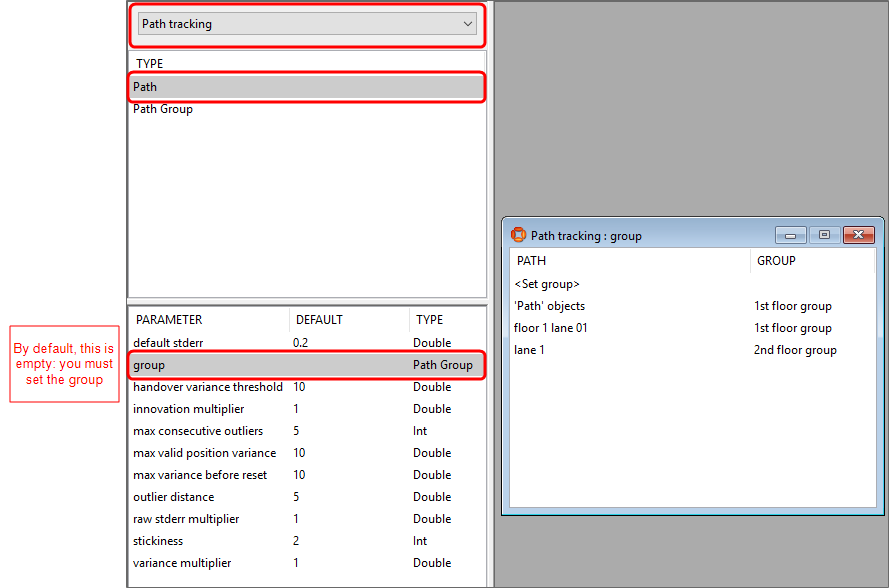 Path tracking
TYPE
Path
Path Group
By default, this is
empty: you must
set the group
PARAMETER DEFAULT TYPE
default stderr 0.2 Double
group Path Group
handover variance threshold 10 Double
innovation multiplier 1 Double
max consecutive outliers 5 Int
max valid position variance 10 Double
max variance before reset 10 Double
outlier distance 5 Double
raw stderr multiplier 1 Double
stickiness 2 Int
variance multiplier 1 Double
Path tracking : group
PATH GROUP
<Set group>
'Path' objects 1st floor group
floor 1 lane 01 1st floor group
lane 1 2nd floor group